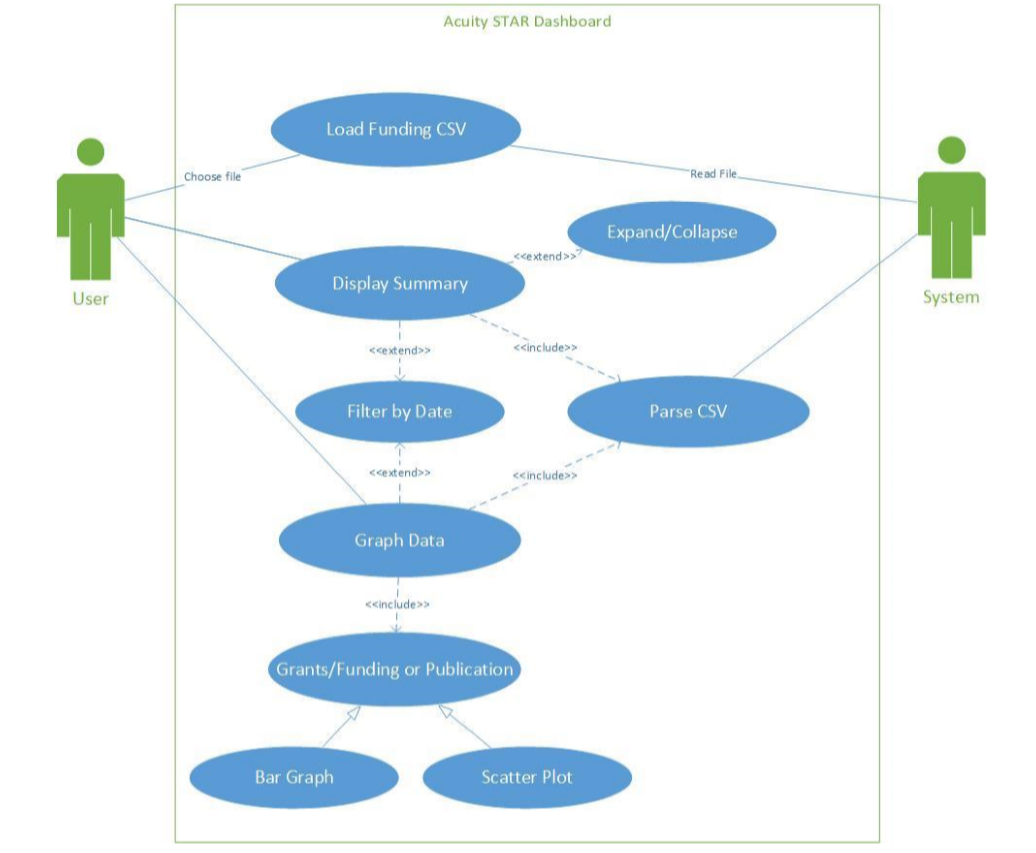 Acuity STAR Dashboard
Load Funding CSV
Choose file
Read File
Expand/Collapse
<<extend>>
Display Summary
User
System
<<extend>>
<<include>>
Filter by Date
Parse CSV
<<extend>>
<<include>>
Graph Data
<<include>>
Grants/Funding or Publication
Bar Graph
Scatter Plot